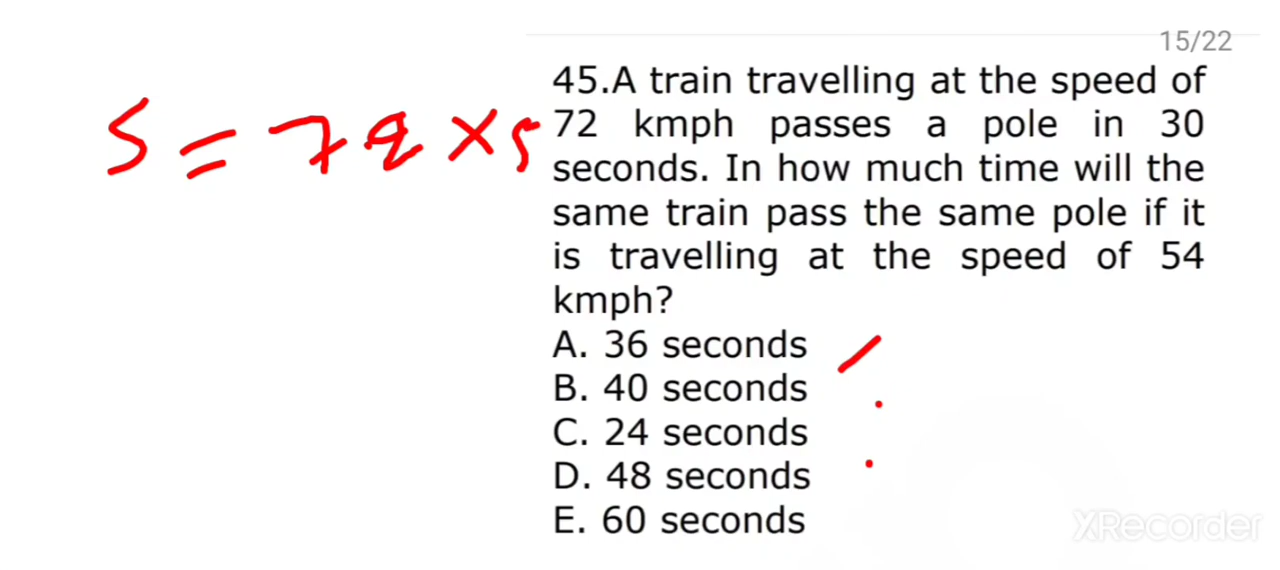 15/22
S = 72 × 5
45.A train travelling at the speed of
72 kmph passes a pole in 30
seconds. In how much time will the
same train pass the same pole if it
is travelling at the speed of 54
kmph?
A. 36 seconds
B. 40 seconds
C. 24 seconds
D. 48 seconds
E. 60 seconds
XRecorder